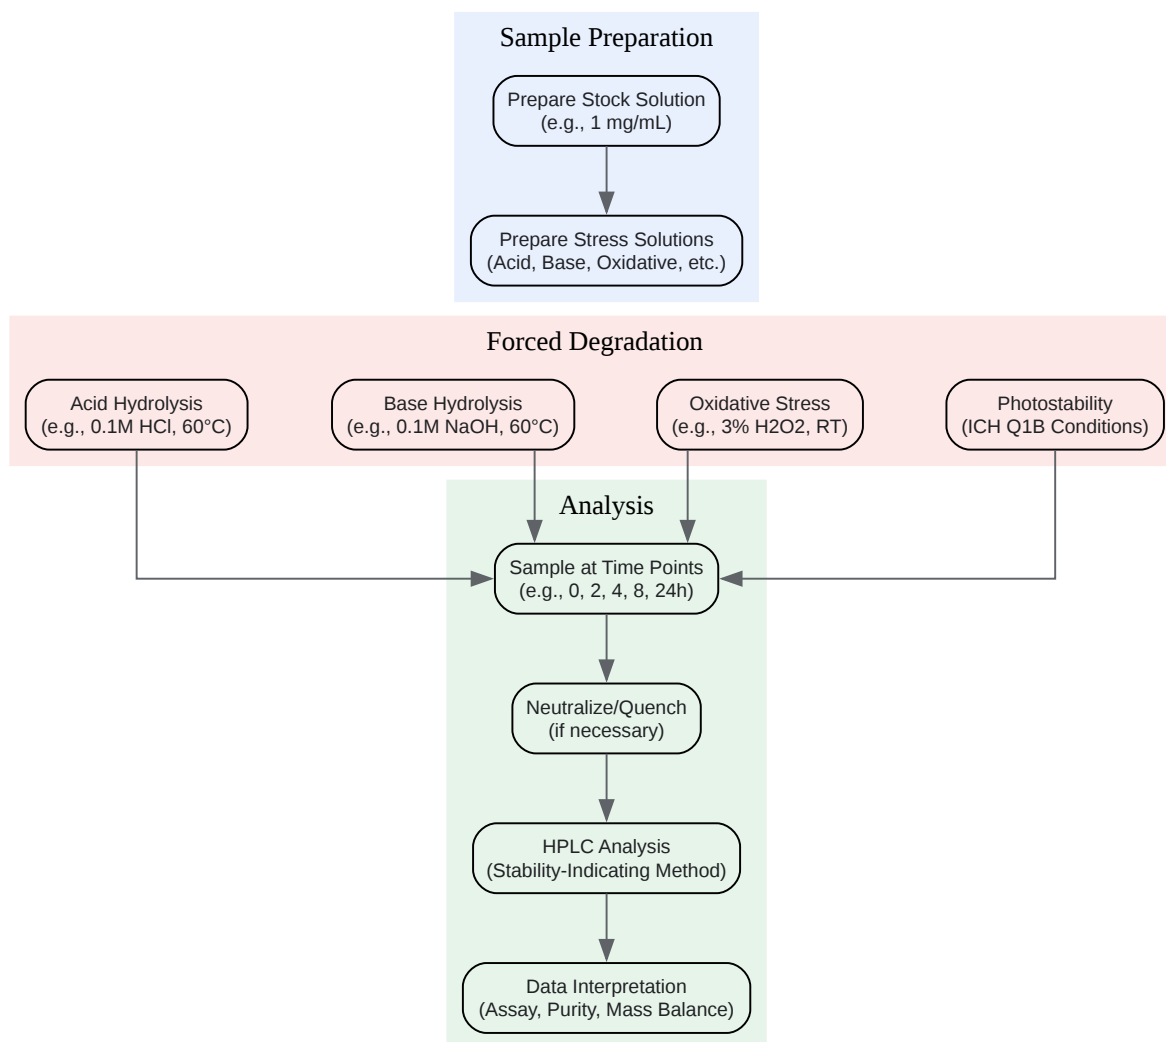 Sample Preparation
Prepare Stock Solution
(e.g., 1 mg/mL)
Prepare Stress Solutions
(Acid, Base, Oxidative, etc.)
Forced Degradation
Acid Hydrolysis
(e.g., 0.1M HCl, 60°C)
Base Hydrolysis
(e.g., 0.1M NaOH, 60°C)
Oxidative Stress
(e.g., 3% H2O2, RT)
Photostability
(ICH Q1B Conditions)
Analysis
Sample at Time Points
(e.g., 0, 2, 4, 8, 24h)
Neutralize/Quench
(if necessary)
HPLC Analysis
(Stability-Indicating Method)
Data Interpretation
(Assay, Purity, Mass Balance)